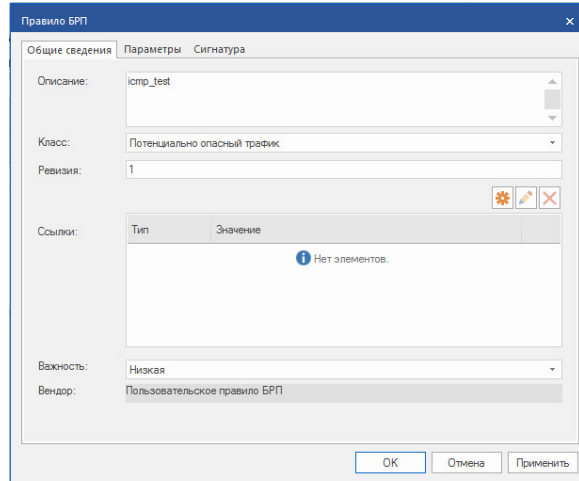 Правило БРП
Общие сведения Параметры Сигнатура
Описание: icmp_test
Класс: Потенциально опасный трафик
Ревизия: 1
Ссылки: Тип Значение
Нет элементов.
Важность: Низкая
Вендор: Пользовательское правило БРП
OK Отмена Применить